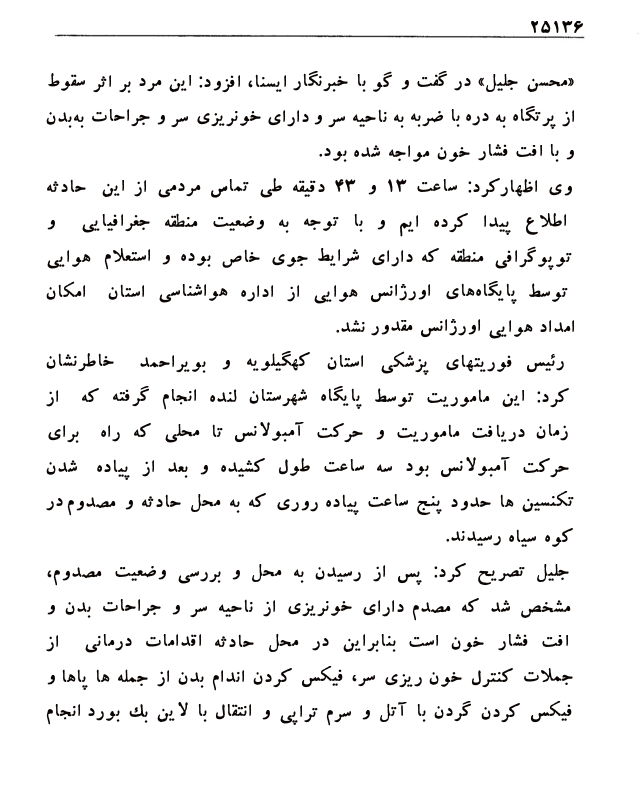 ۲۵۱۳۶
«محسن جلیل» در گفت و گو با خبرنگار ایسنا، افزود: این مرد بر اثر سقوط
از پرتگاه به دره با ضربه به ناحیه سر و دارای خونریزی سر و جراحات به‌بدن
و با افت فشار خون مواجه شده بود.
وی اظهارکرد: ساعت ۱۳ و ۴۳ دقیقه طی تماس مردمی از این حادثه
اطلاع پیدا کرده ایم و با توجه به وضعیت منطقه جغرافیایی و
توپوگرافی منطقه که دارای شرایط جوی خاص بوده و استعلام هوایی
توسط پایگاه‌های اورژانس هوایی از اداره هواشناسی استان امکان
امداد هوایی اورژانس مقدور نشد.
رئیس فوریتهای پزشکی استان کهگیلویه و بویراحمد خاطرنشان
کرد: این ماموریت توسط پایگاه شهرستان لنده انجام گرفته که از
زمان دریافت ماموریت و حرکت آمبولانس تا محلی که راه برای
حرکت آمبولانس بود سه ساعت طول کشیده و بعد از پیاده شدن
تکنسین ها حدود پنج ساعت پیاده روری که به محل حادثه و مصدوم در
کوه سیاه رسیدند.
جلیل تصریح کرد: پس از رسیدن به محل و بررسی وضعیت مصدوم،
مشخص شد که مصدم دارای خونریزی از ناحیه سر و جراحات بدن و
افت فشار خون است بنابراین در محل حادثه اقدامات درمانی از
جملات کنترل خون ریزی سر، فیکس کردن اندام بدن از جمله ها پاها و
فیکس کردن گردن با آتل و سرم تراپی و انتقال با لاین بك بورد انجام